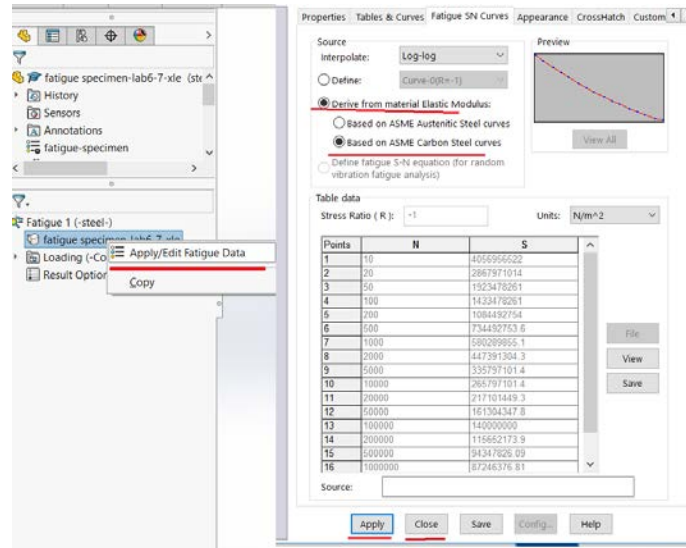 fatigue specimen-lab6-7-xle (ste
History
Sensors
Annotations
fatigue-specimen
Fatigue 1 (-steel-)
fatigue specimen-lab6-7-xle
Loading (-Co
Result Option
Apply/Edit Fatigue Data
Copy
Properties Tables & Curves Fatigue SN Curves Appearance CrossHatch Custom
Source
Interpolate: Log-log
Define: Curve-0(R=-1)
Derive from material Elastic Modulus:
Based on ASME Austenitic Steel curves
Based on ASME Carbon Steel curves
Define fatigue S-N equation (for random
vibration fatigue analysis)
Preview
View All
Table data
Stress Ratio ( R ): -1 Units: N/m^2
Points N S
1 10 4056956522
2 20 2867971014
3 50 1923478261
4 100 1433478261
5 200 1084492754
6 500 734492753.6
7 1000 580289855.1
8 2000 447391304.3
9 5000 335797101.4
10 10000 265797101.4
11 20000 217101449.3
12 50000 161304347.8
13 100000 140000000
14 200000 115652173.9
15 500000 94347826.09
16 1000000 87246376.81
File
View
Save
Source:
Apply Close Save Config... Help